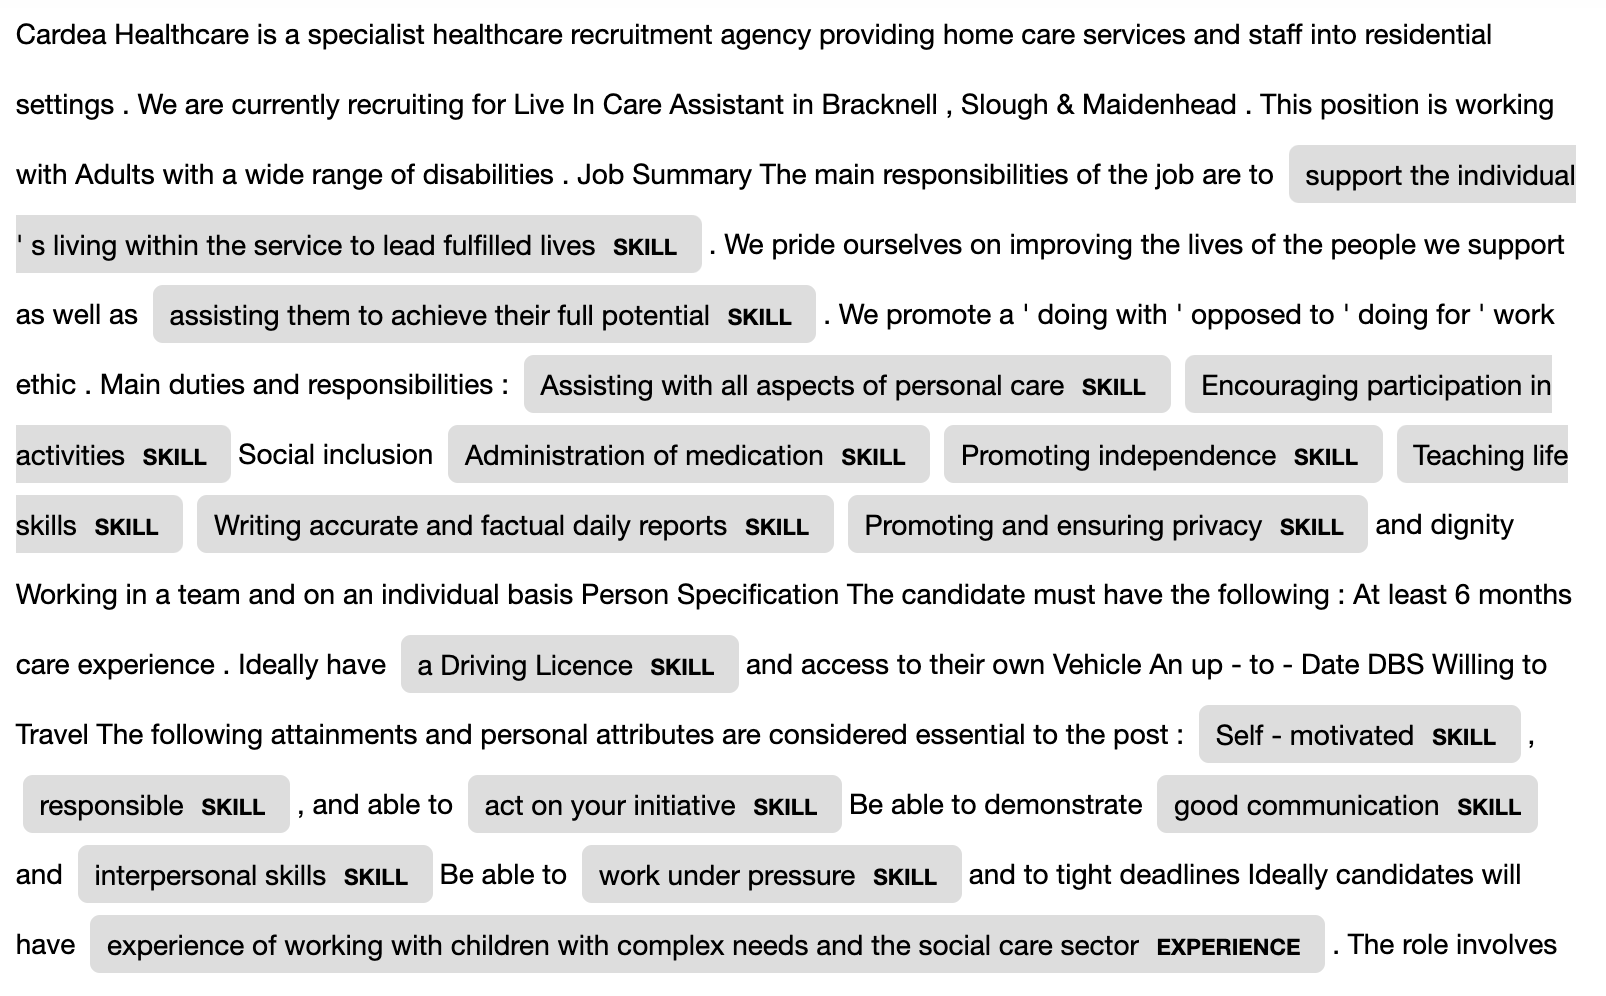 Cardea Healthcare is a specialist healthcare recruitment agency providing home care services and staff into residential
settings . We are currently recruiting for Live In Care Assistant in Bracknell , Slough & Maidenhead . This position is working
with Adults with a wide range of disabilities . Job Summary The main responsibilities of the job are to support the individual
' s living within the service to lead fulfilled lives SKILL . We pride ourselves on improving the lives of the people we support
as well as assisting them to achieve their full potential SKILL . We promote a ' doing with ' opposed to ' doing for ' work
ethic . Main duties and responsibilities : Assisting with all aspects of personal care SKILL Encouraging participation in
activities SKILL Social inclusion Administration of medication SKILL Promoting independence SKILL Teaching life
skills SKILL Writing accurate and factual daily reports SKILL Promoting and ensuring privacy SKILL and dignity
Working in a team and on an individual basis Person Specification The candidate must have the following : At least 6 months
care experience . Ideally have a Driving Licence SKILL and access to their own Vehicle An up - to - Date DBS Willing to
Travel The following attainments and personal attributes are considered essential to the post : Self - motivated SKILL ,
responsible SKILL , and able to act on your initiative SKILL Be able to demonstrate good communication SKILL
and interpersonal skills SKILL Be able to work under pressure SKILL and to tight deadlines Ideally candidates will
have experience of working with children with complex needs and the social care sector EXPERIENCE . The role involves